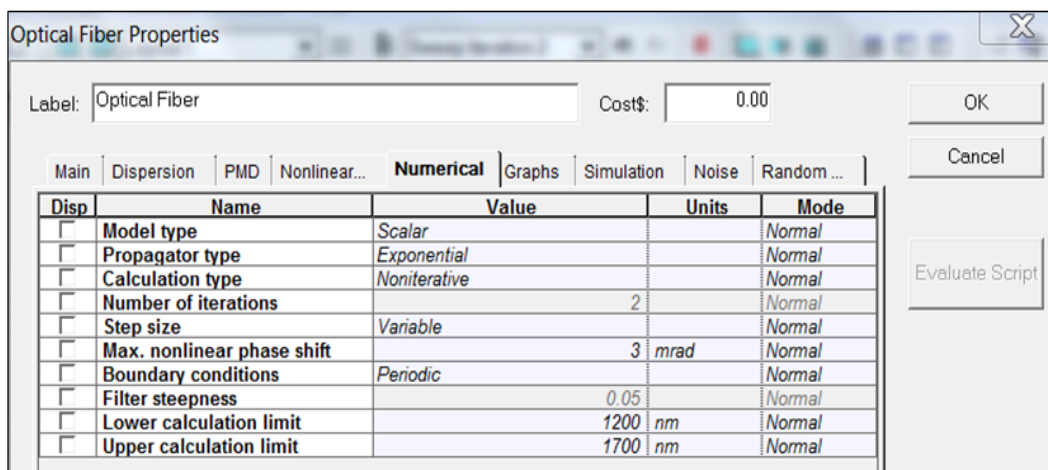 Optical Fiber Properties
Label: Optical Fiber Cost$: 0.00 OK
Cancel
Main Dispersion PMD Nonlinear... Numerical Graphs Simulation Noise Random ...
Disp Name Value Units Mode
Model type Scalar Normal
Propagator type Exponential Normal
Calculation type Noniterative Normal
Evaluate Script
Number of iterations 2 Normal
Step size Variable Normal
Max. nonlinear phase shift 3 mrad Normal
Boundary conditions Periodic Normal
Filter steepness 0.05 Normal
Lower calculation limit 1200 nm Normal
Upper calculation limit 1700 nm Normal